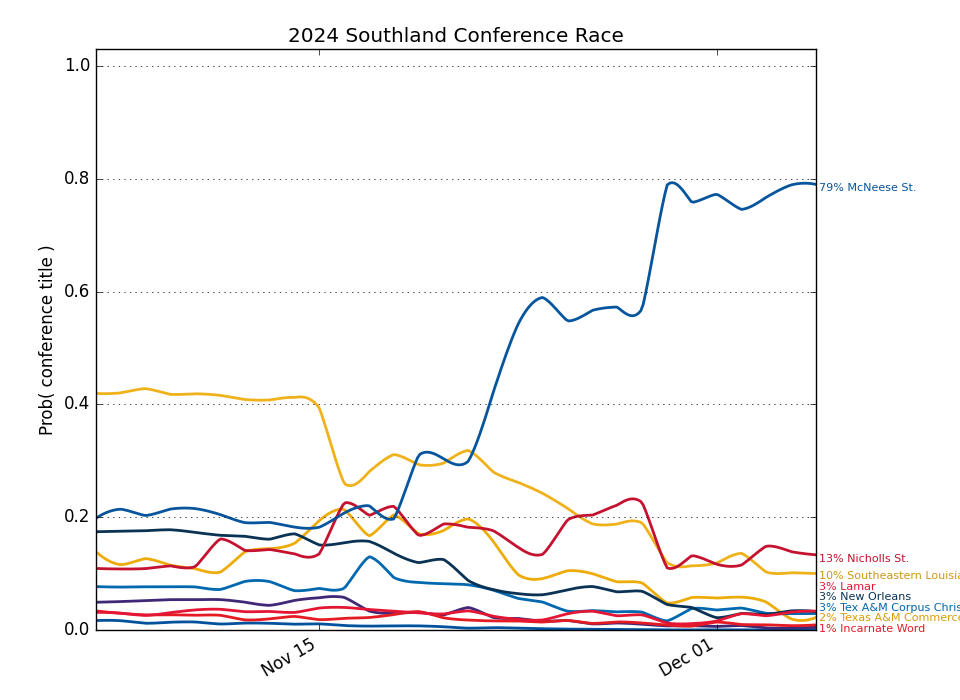 2024 Southland Conference Race
Prob( conference title )
1.0
0.8
0.6
0.4
0.2
0.0
Nov 15
Dec 01
79% McNeese St.
13% Nicholls St.
10% Southeastern Louisia
3% Lamar
3% New Orleans
3% Tex A&M Corpus Chris
2% Texas A&M Commerce
1% Incarnate Word